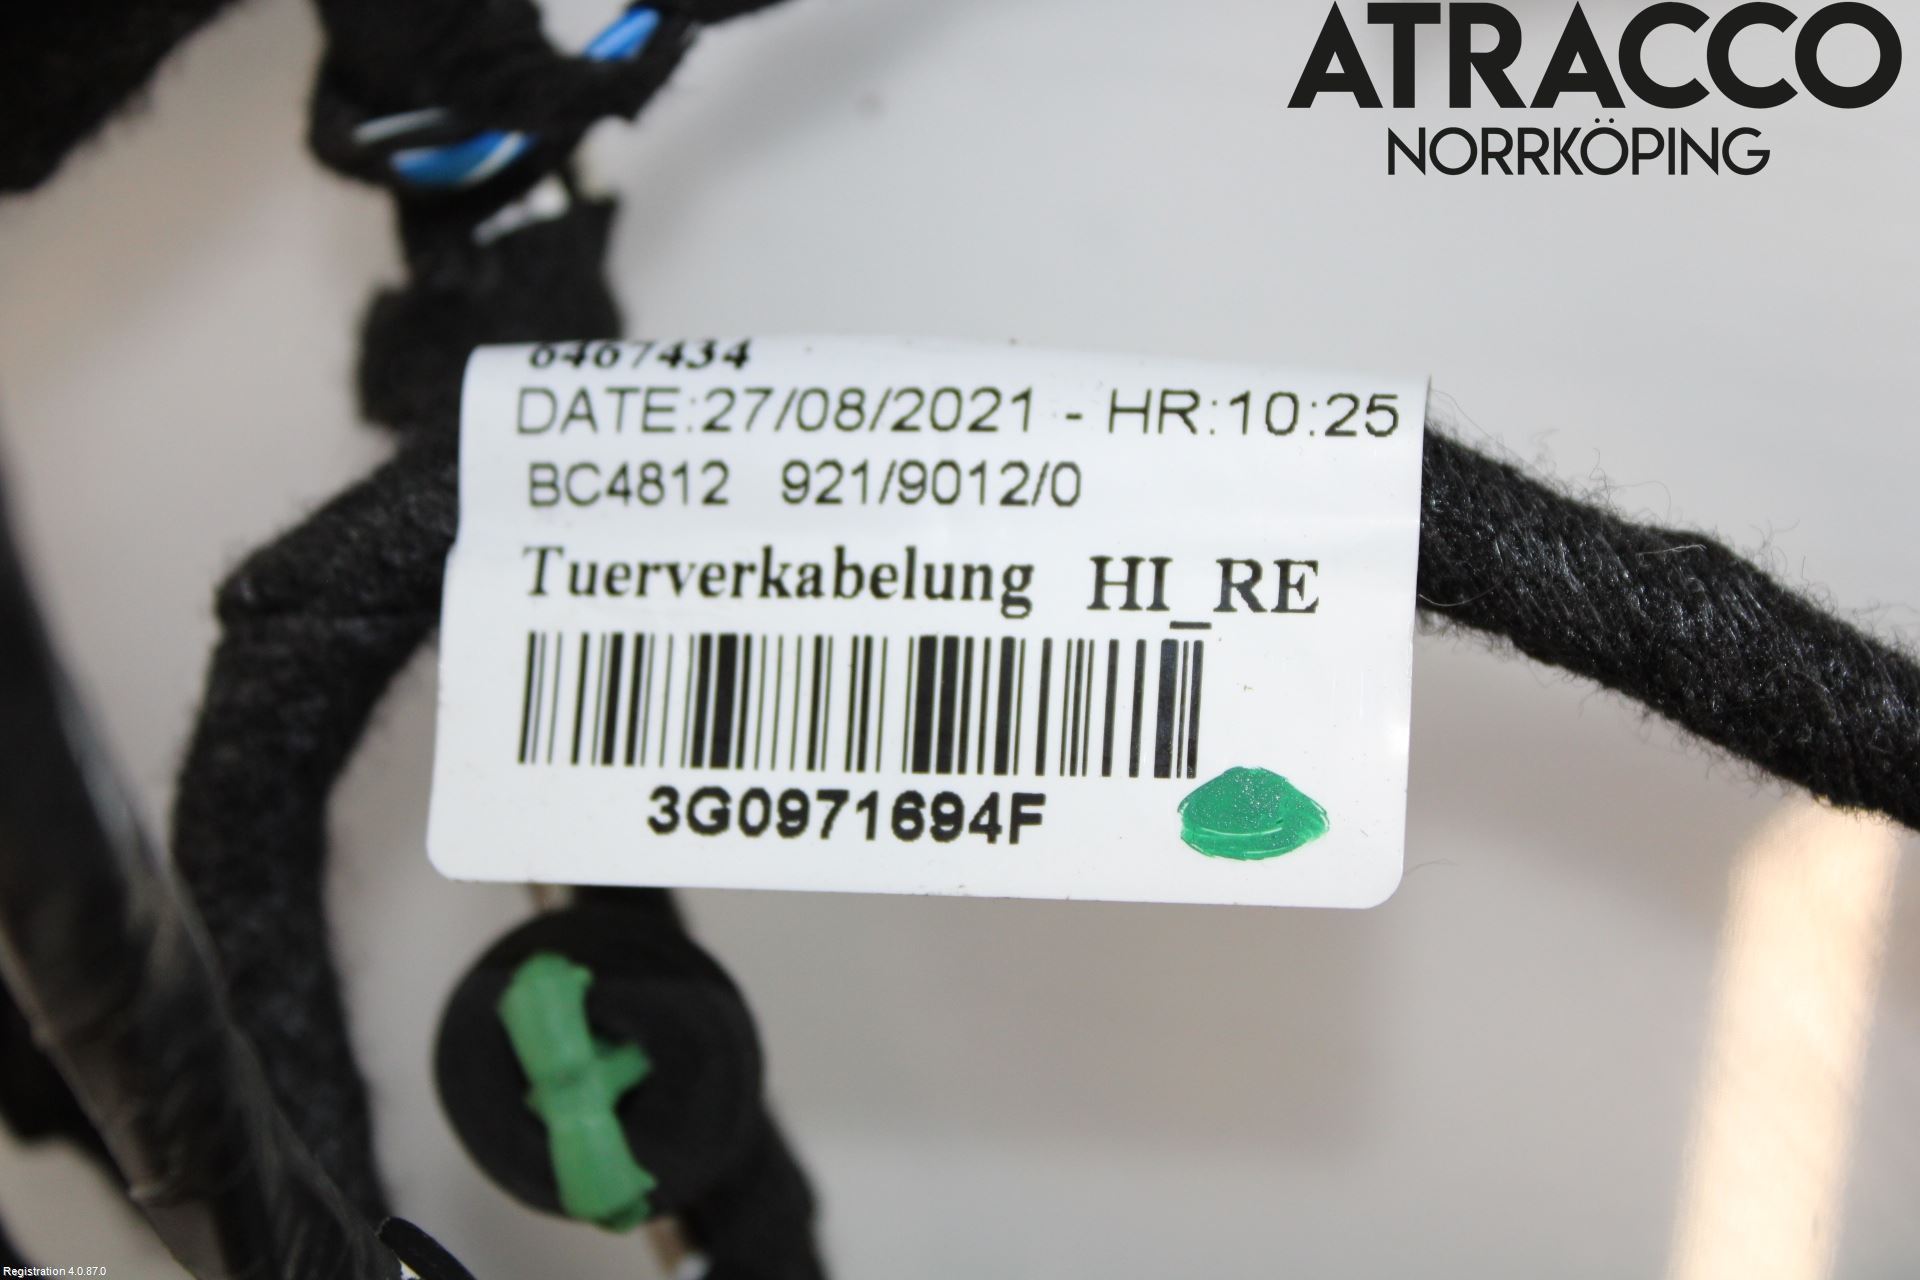 ATRACCO
NORRKÖPING
6467434
DATE:27/08/2021 - HR:10:25
BC4812 921/9012/0
Tuerverkabelung HI_RE
3G0971694F
Registration 4.0.87.0